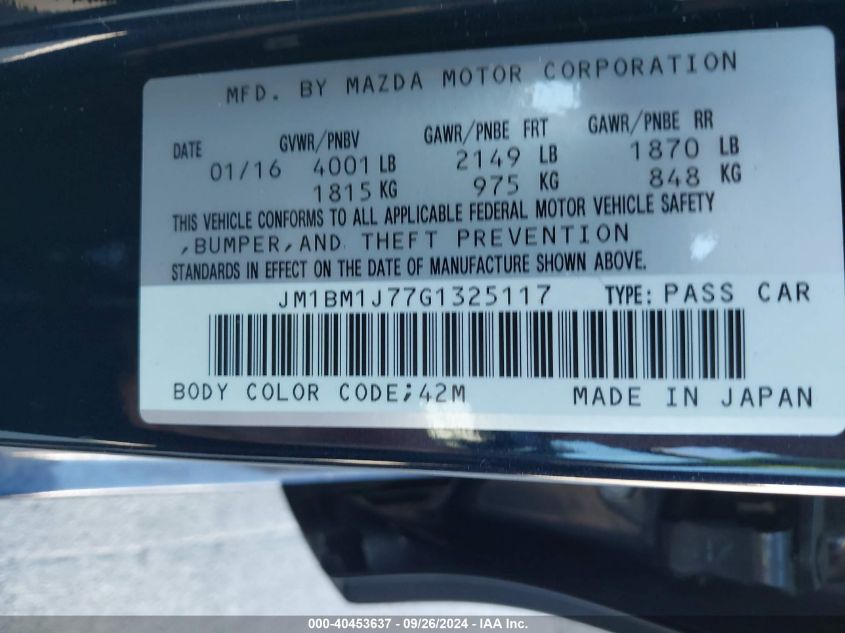 MFD. BY MAZDA MOTOR CORPORATION
DATE GVWR/PNBV GAWR/PNBE FRT GAWR/PNBE RR
01/16 4001 LB 2149 LB 1870 LB
1815 KG 975 KG 848 KG
THIS VEHICLE CONFORMS TO ALL APPLICABLE FEDERAL MOTOR VEHICLE SAFETY
,BUMPER,AND THEFT PREVENTION
STANDARDS IN EFFECT ON THE DATE OF MANUFACTURE SHOWN ABOVE.
JM1BM1J77G1325117 TYPE: PASS CAR
BODY COLOR CODE;42M MADE IN JAPAN
000-40453637 - 09/26/2024 - IAA Inc.